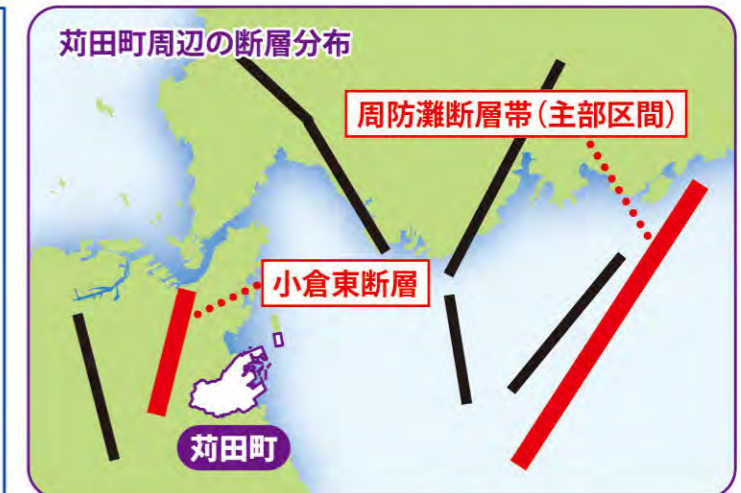 苅田町周辺の断層分布
周防灘断層帯（主部区間）
小倉東断層
苅田町